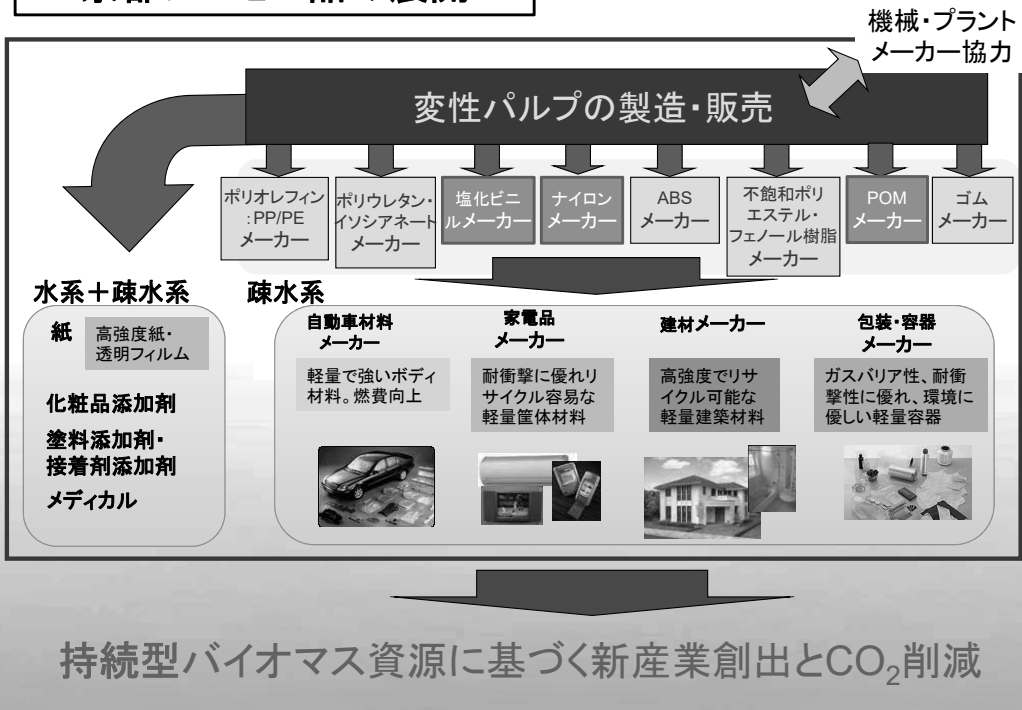 機械・プラント
メーカー協力
変性パルプの製造・販売
ポリオレフィン
:PP/PE
メーカー
ポリウレタン・
イソシアネート
メーカー
塩化ビニ
ルメーカー
ナイロン
メーカー
ABS
メーカー
不飽和ポリ
エステル・
フェノール樹脂
メーカー
POM
メーカー
ゴム
メーカー
水系＋疎水系
紙
高強度紙・
透明フィルム
化粧品添加剤
塗料添加剤・
接着剤添加剤
メディカル
疎水系
自動車材料
メーカー
軽量で強いボディ
材料。燃費向上
家電品
メーカー
耐衝撃に優れリ
サイクル容易な
軽量筐体材料
建材メーカー
高強度でリサ
イクル可能な
軽量建築材料
包装・容器
メーカー
ガスバリア性、耐衝
撃性に優れ、環境に
優しい軽量容器
持続型バイオマス資源に基づく新産業創出とCO₂削減